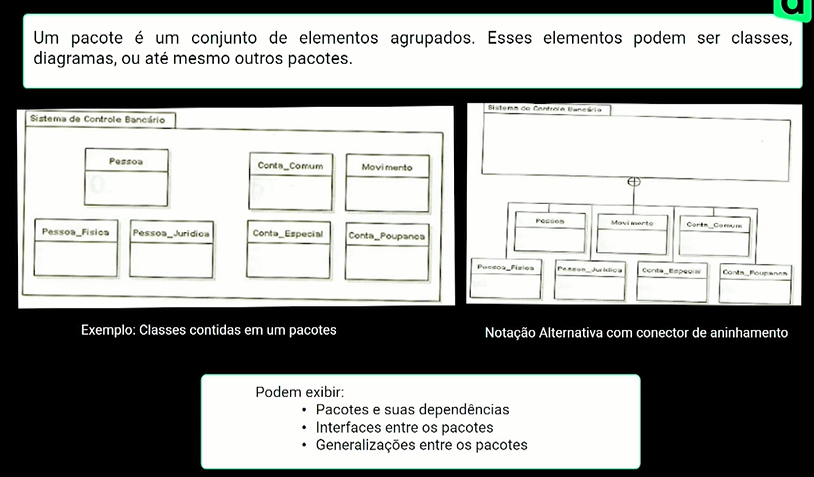 Um pacote é um conjunto de elementos agrupados. Esses elementos podem ser classes,
diagramas, ou até mesmo outros pacotes.
Sistema de Controle Bancário
Pessoa
Conta_Comum
Movimento
Pessoa_Fisica
Pessoa_Juridica
Conta_Especial
Conta_Poupanca
Exemplo: Classes contidas em um pacotes
Sistema de Controle Bancário
Pessoa
Movimento
Conta_Comum
Pessoa_Fisica
Pessoa_Juridica
Conta_Especial
Conta_Poupanca
Notação Alternativa com conector de aninhamento
Podem exibir:
• Pacotes e suas dependências
• Interfaces entre os pacotes
• Generalizações entre os pacotes